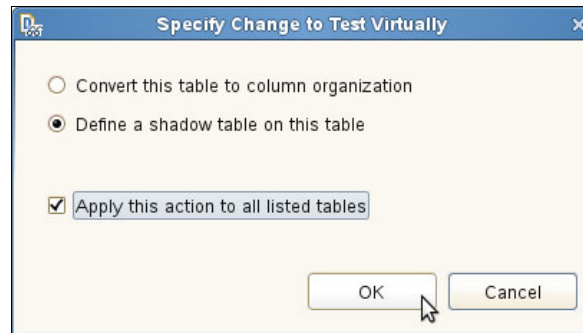 Specify Change to Test Virtually
Convert this table to column organization
Define a shadow table on this table
Apply this action to all listed tables
OK
Cancel